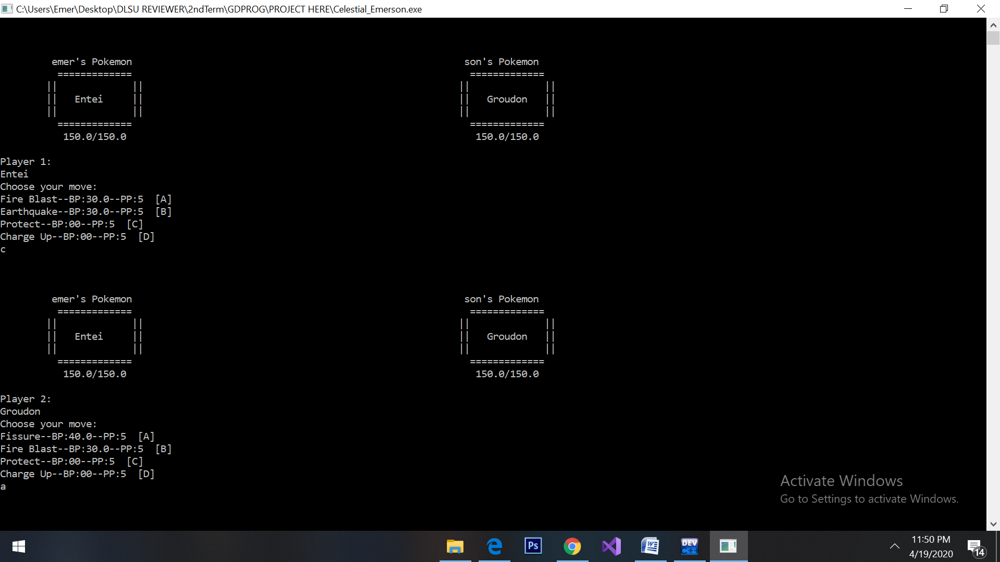 C:\Users\Emer\Desktop\DLSU REVIEWER\2ndTerm\GDPROG\PROJECT HERE\Celestial_Emerson.exe
emer's Pokemon son's Pokemon
============= =============
|| || || ||
|| Entei || || Groudon ||
|| || || ||
============= =============
150.0/150.0 150.0/150.0
Player 1:
Entei
Choose your move:
Fire Blast--BP:30.0--PP:5 [A]
Earthquake--BP:30.0--PP:5 [B]
Protect--BP:00--PP:5 [C]
Charge Up--BP:00--PP:5 [D]
c
emer's Pokemon son's Pokemon
============= =============
|| || || ||
|| Entei || || Groudon ||
|| || || ||
============= =============
150.0/150.0 150.0/150.0
Player 2:
Groudon
Choose your move:
Fissure--BP:40.0--PP:5 [A]
Fire Blast--BP:30.0--PP:5 [B]
Protect--BP:00--PP:5 [C]
Charge Up--BP:00--PP:5 [D]
a
Activate Windows
Go to Settings to activate Windows.
Ps
W
DEV
C++
11:50 PM
4/19/2020
14